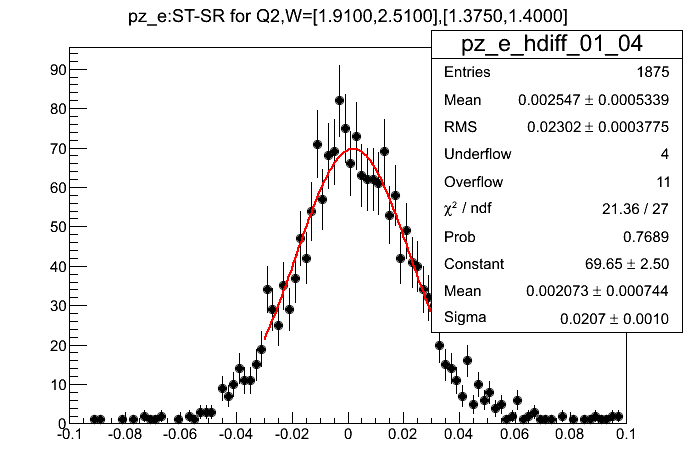 pz_e:ST-SR for Q2,W=[1.9100,2.5100],[1.3750,1.4000]
pz_e_hdiff_01_04
Entries 1875
Mean 0.002547 ± 0.0005339
RMS 0.02302 ± 0.0003775
Underflow 4
Overflow 11
χ² / ndf 21.36 / 27
Prob 0.7689
Constant 69.65 ± 2.50
Mean 0.002073 ± 0.000744
Sigma 0.0207 ± 0.0010
90
80
70
60
50
40
30
20
10
0
-0.1 -0.08 -0.06 -0.04 -0.02 0 0.02 0.04 0.06 0.08 0.1